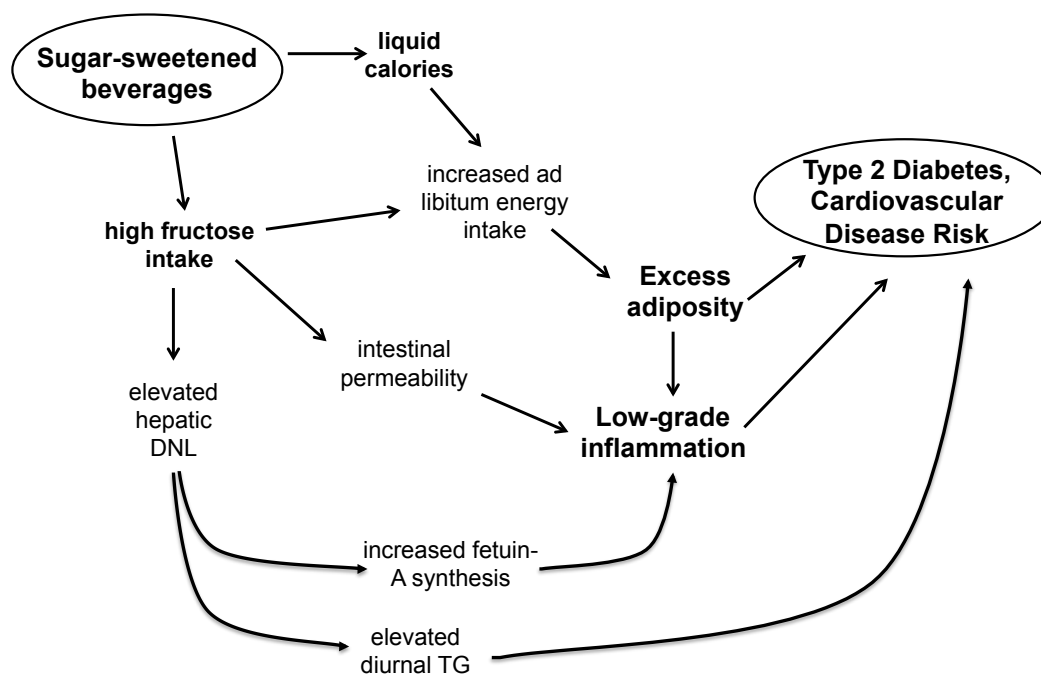 Sugar-sweetened
beverages
liquid
calories
increased ad
libitum energy
intake
Type 2 Diabetes,
Cardiovascular
Disease Risk
high fructose
intake
Excess
adiposity
intestinal
permeability
elevated
hepatic
DNL
Low-grade
inflammation
increased fetuin-
A synthesis
elevated
diurnal TG